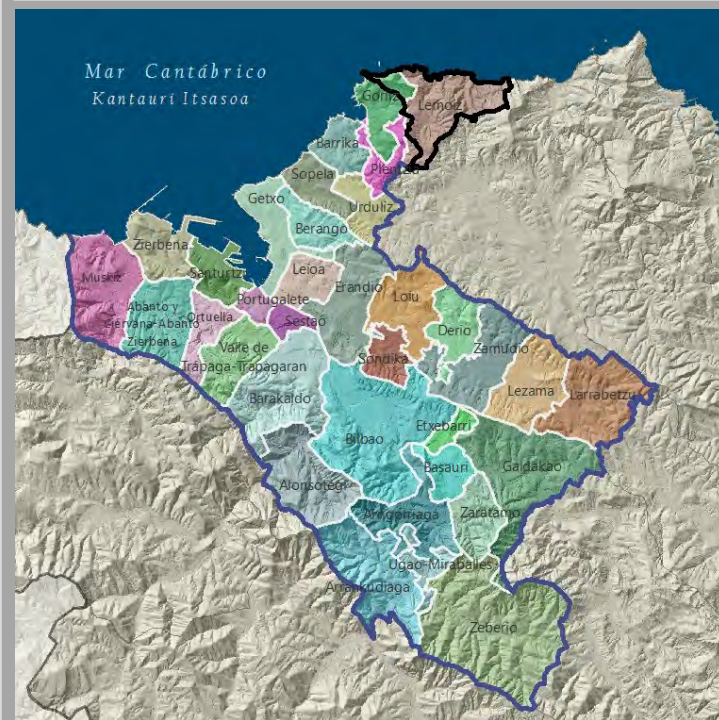 Mar Cantábrico
Kantauri Itsasoa
Gorliz
Lemoiz
Barrika
Plentzia
Sopela
Getxo
Urduliz
Berango
Zierbena
Muskiz
Santurtzi
Leioa
Erandio
Loiu
Abanto y
Ciérvana-Abanto
Zierbena
Ortuella
Portugalete
Sestao
Derio
Zamudio
Valle de
Trápaga-Trapagaran
Sondika
Lezama
Larrabetzu
Barakaldo
Etxebarri
Bilbao
Basauri
Galdakao
Alonsotegi
Arrigorriaga
Zaratamo
Ugao-Miraballes
Arrankudiaga
Zeberio